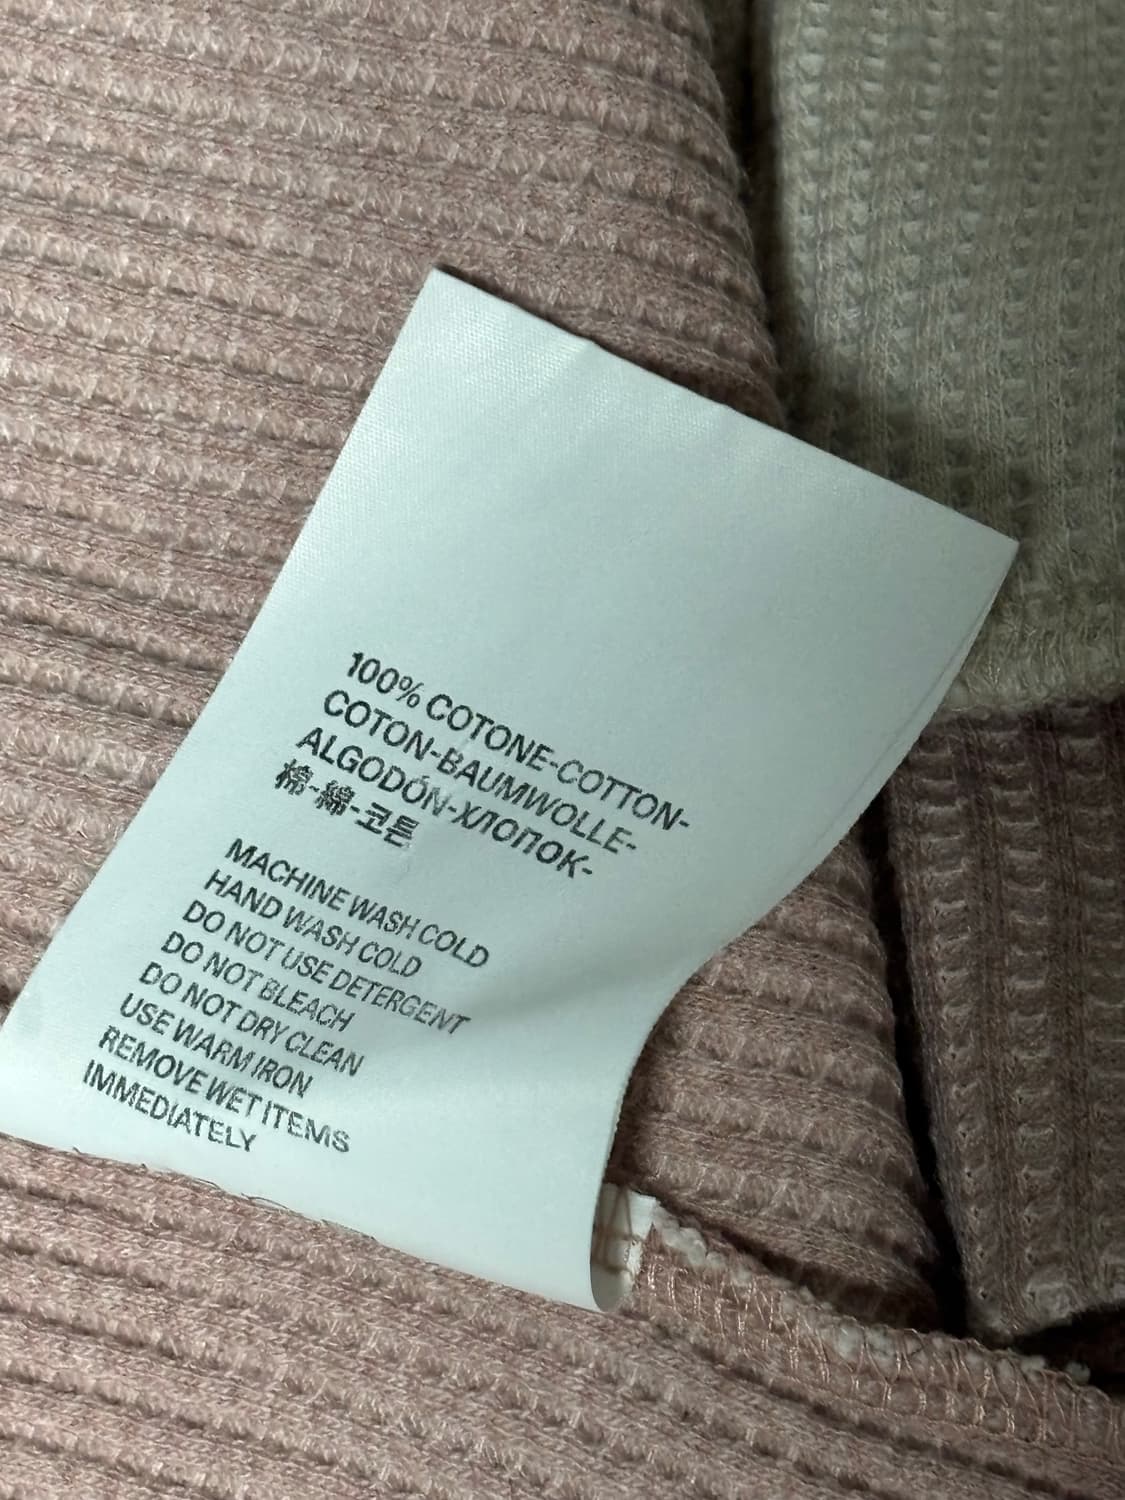 100% COTONE-COTTON-
COTON-BAUMWOLLE-
ALGODÓN-ХЛОПОК-
棉-綿-코튼
MACHINE WASH COLD
HAND WASH COLD
DO NOT USE DETERGENT
DO NOT BLEACH
DO NOT DRY CLEAN
USE WARM IRON
REMOVE WET ITEMS
IMMEDIATELY